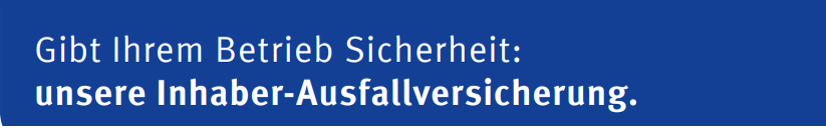 Gibt Ihrem Betrieb Sicherheit:
unsere Inhaber-Ausfallversicherung.